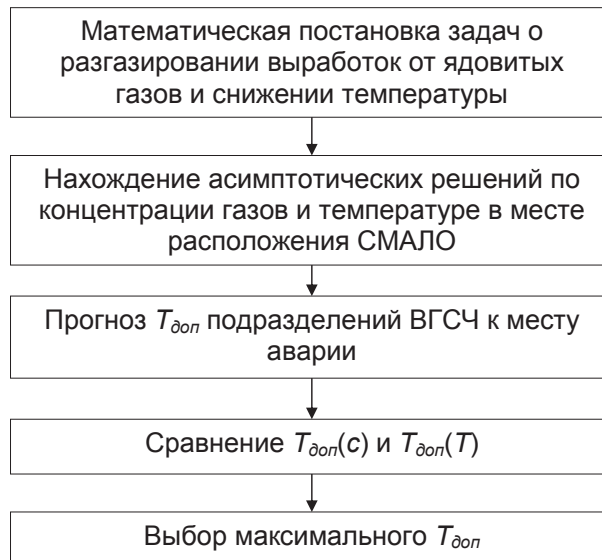 Математическая постановка задач о
разгазировании выработок от ядовитых
газов и снижении температуры
Нахождение асимптотических решений по
концентрации газов и температуре в месте
расположения СМАЛО
Прогноз Tдоп подразделений ВГСЧ к месту
аварии
Сравнение Tдоп(c) и Tдоп(T)
Выбор максимального Tдоп